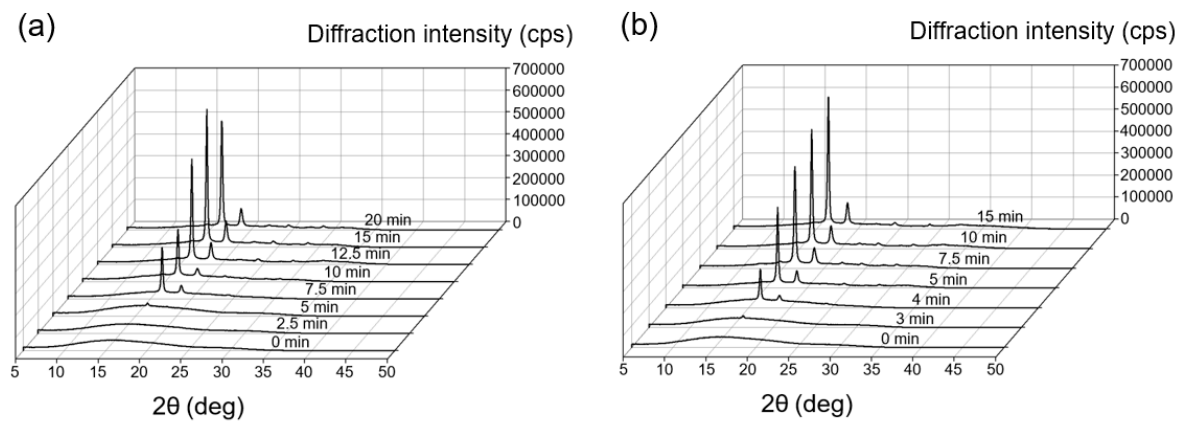 (a)
Diffraction intensity (cps)
700000
600000
500000
400000
300000
200000
100000
0
20 min
15 min
12.5 min
10 min
7.5 min
5 min
2.5 min
0 min
5 10 15 20 25 30 35 40 45 50
2θ (deg)
(b)
Diffraction intensity (cps)
700000
600000
500000
400000
300000
200000
100000
0
15 min
10 min
7.5 min
5 min
4 min
3 min
0 min
5 10 15 20 25 30 35 40 45 50
2θ (deg)